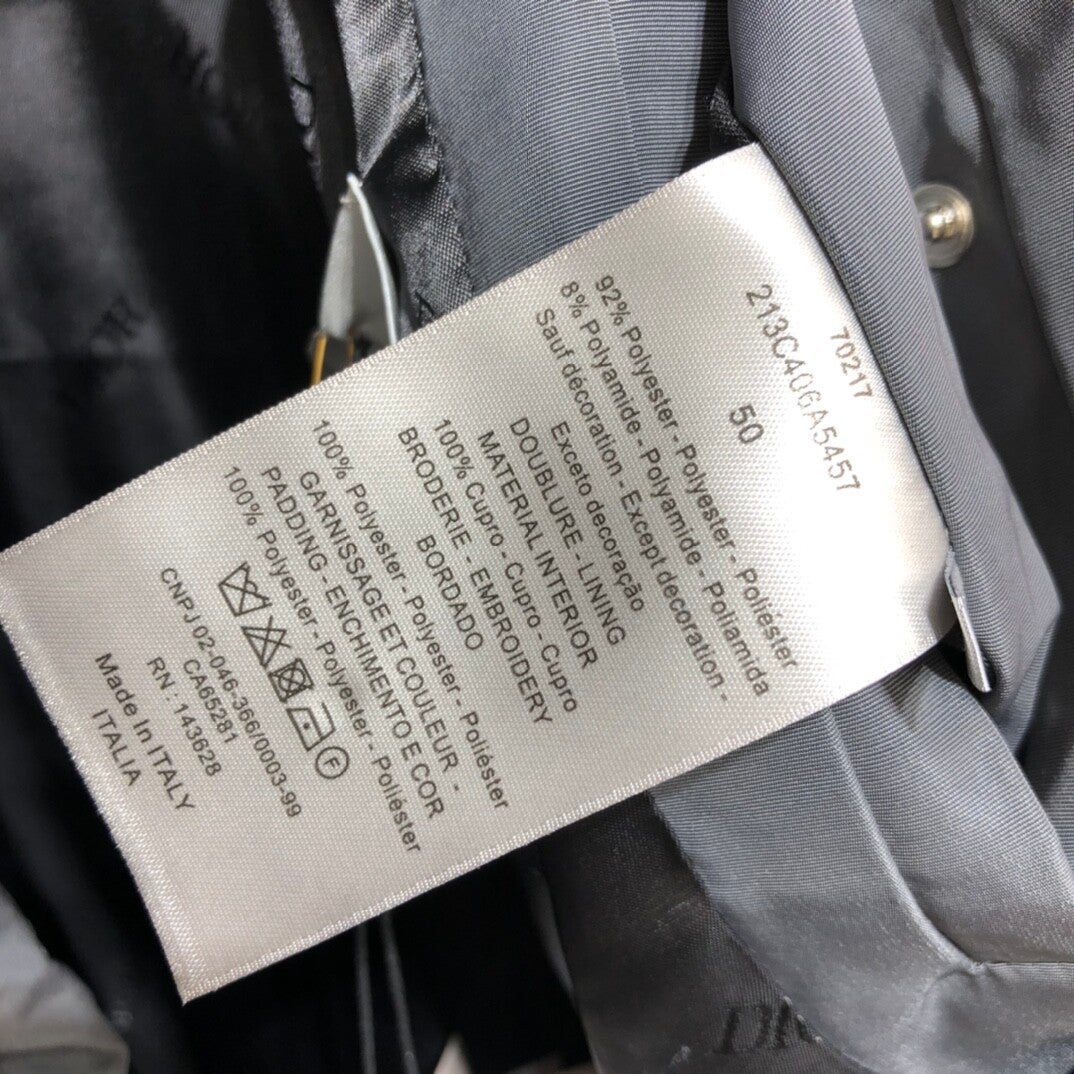 70217
213C406A5457
50
92% Polyester - Polyester - Poliéster
8% Polyamide - Polyamide - Poliamida
Sauf décoration - Except decoration -
Exceto decoração
DOUBLURE - LINING
MATERIAL INTERIOR
100% Cupro - Cupro - Cupro
BRODERIE - EMBROIDERY
BORDADO
100% Polyester - Polyester - Poliéster
GARNISSAGE ET COULEUR -
PADDING - ENCHIMENTO E COR
100% Polyester - Polyester - Poliéster
F
CNPJ 02-046-366/0003-99
CA65281
RN : 143628
Made In ITALY
ITALIA